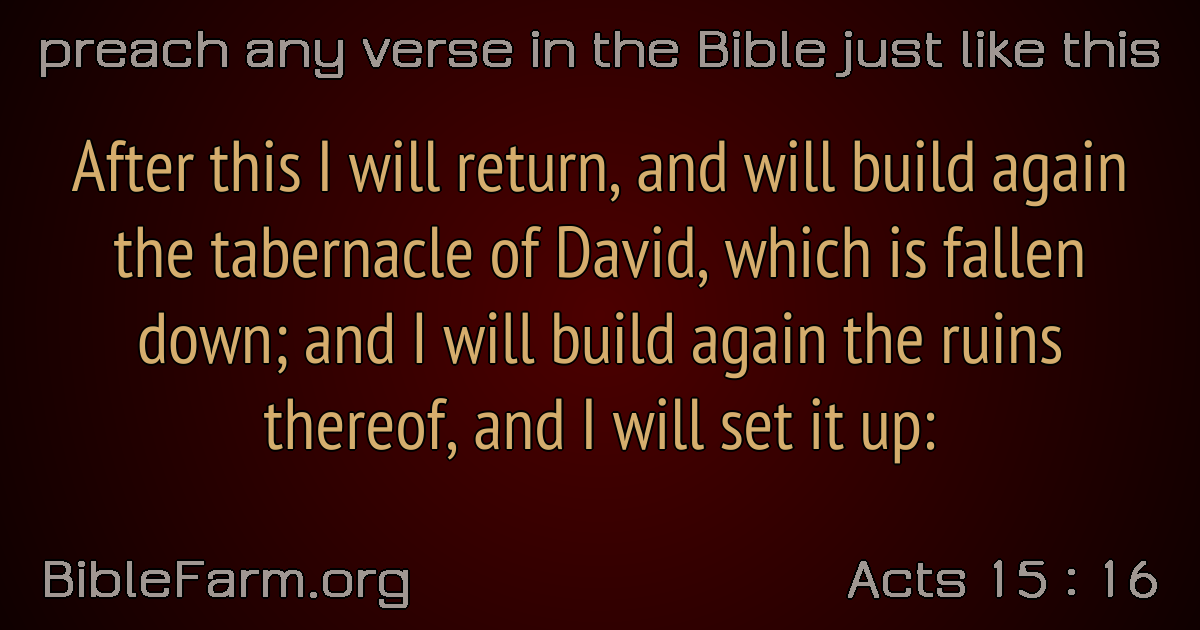 preach any verse in the Bible just like this
After this I will return, and will build again
the tabernacle of David, which is fallen
down; and I will build again the ruins
thereof, and I will set it up:
BibleFarm.org
Acts 15 : 16